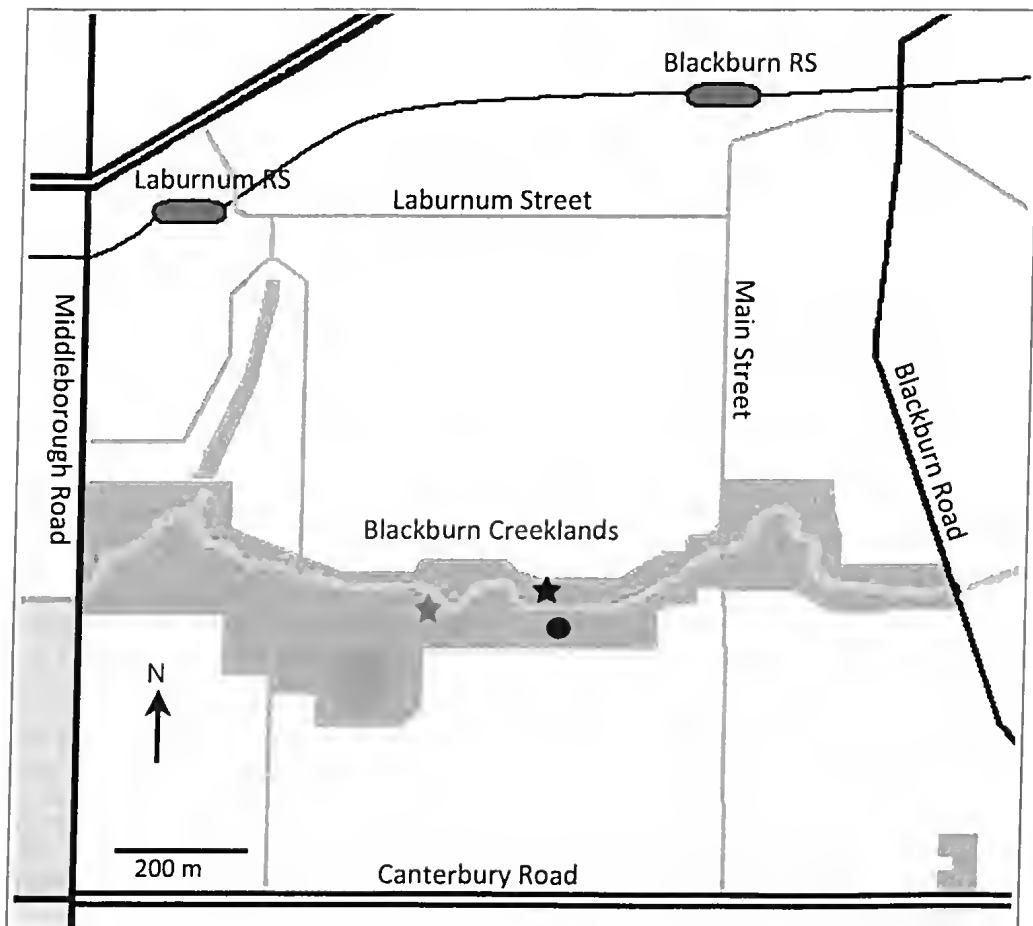 Blackburn RS
Laburnum RS
Laburnum Street
Middleborough Road
Main Street
Blackburn Road
Blackburn Creeklands
N
200 m
Canterbury Road